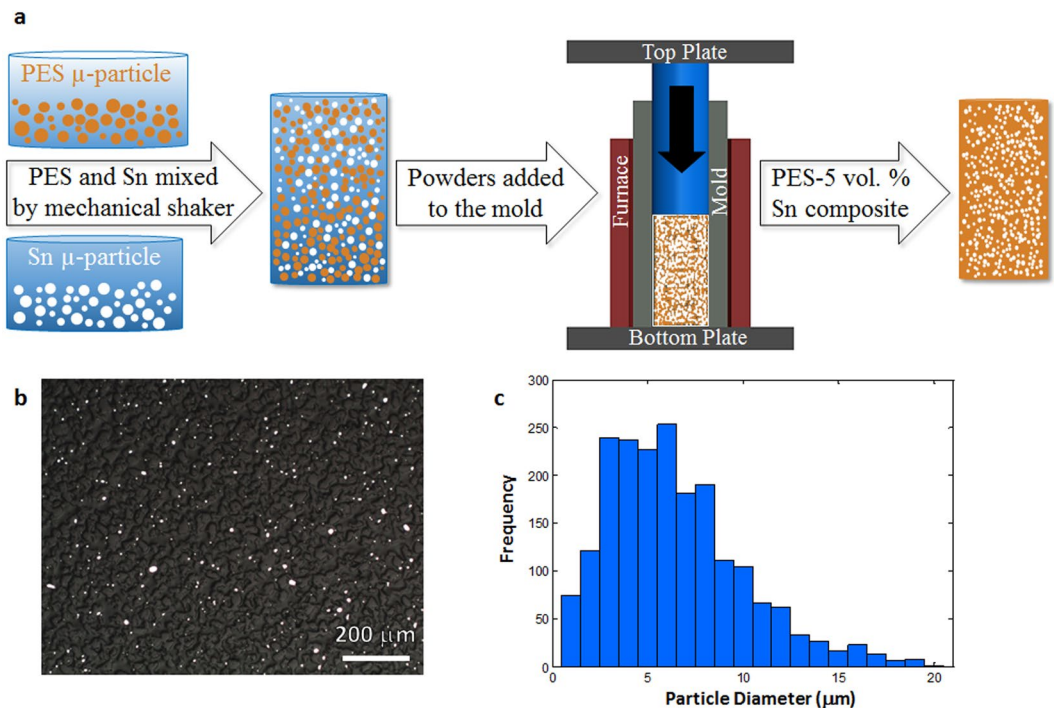 a
PES μ-particle
PES and Sn mixed
by mechanical shaker
Sn μ-particle
Powders added
to the mold
Top Plate
Furnace
Mold
Bottom Plate
PES-5 vol. %
Sn composite
b
200 μm
c
300
250
200
150
100
50
0
Frequency
0
5
10
15
20
Particle Diameter (μm)